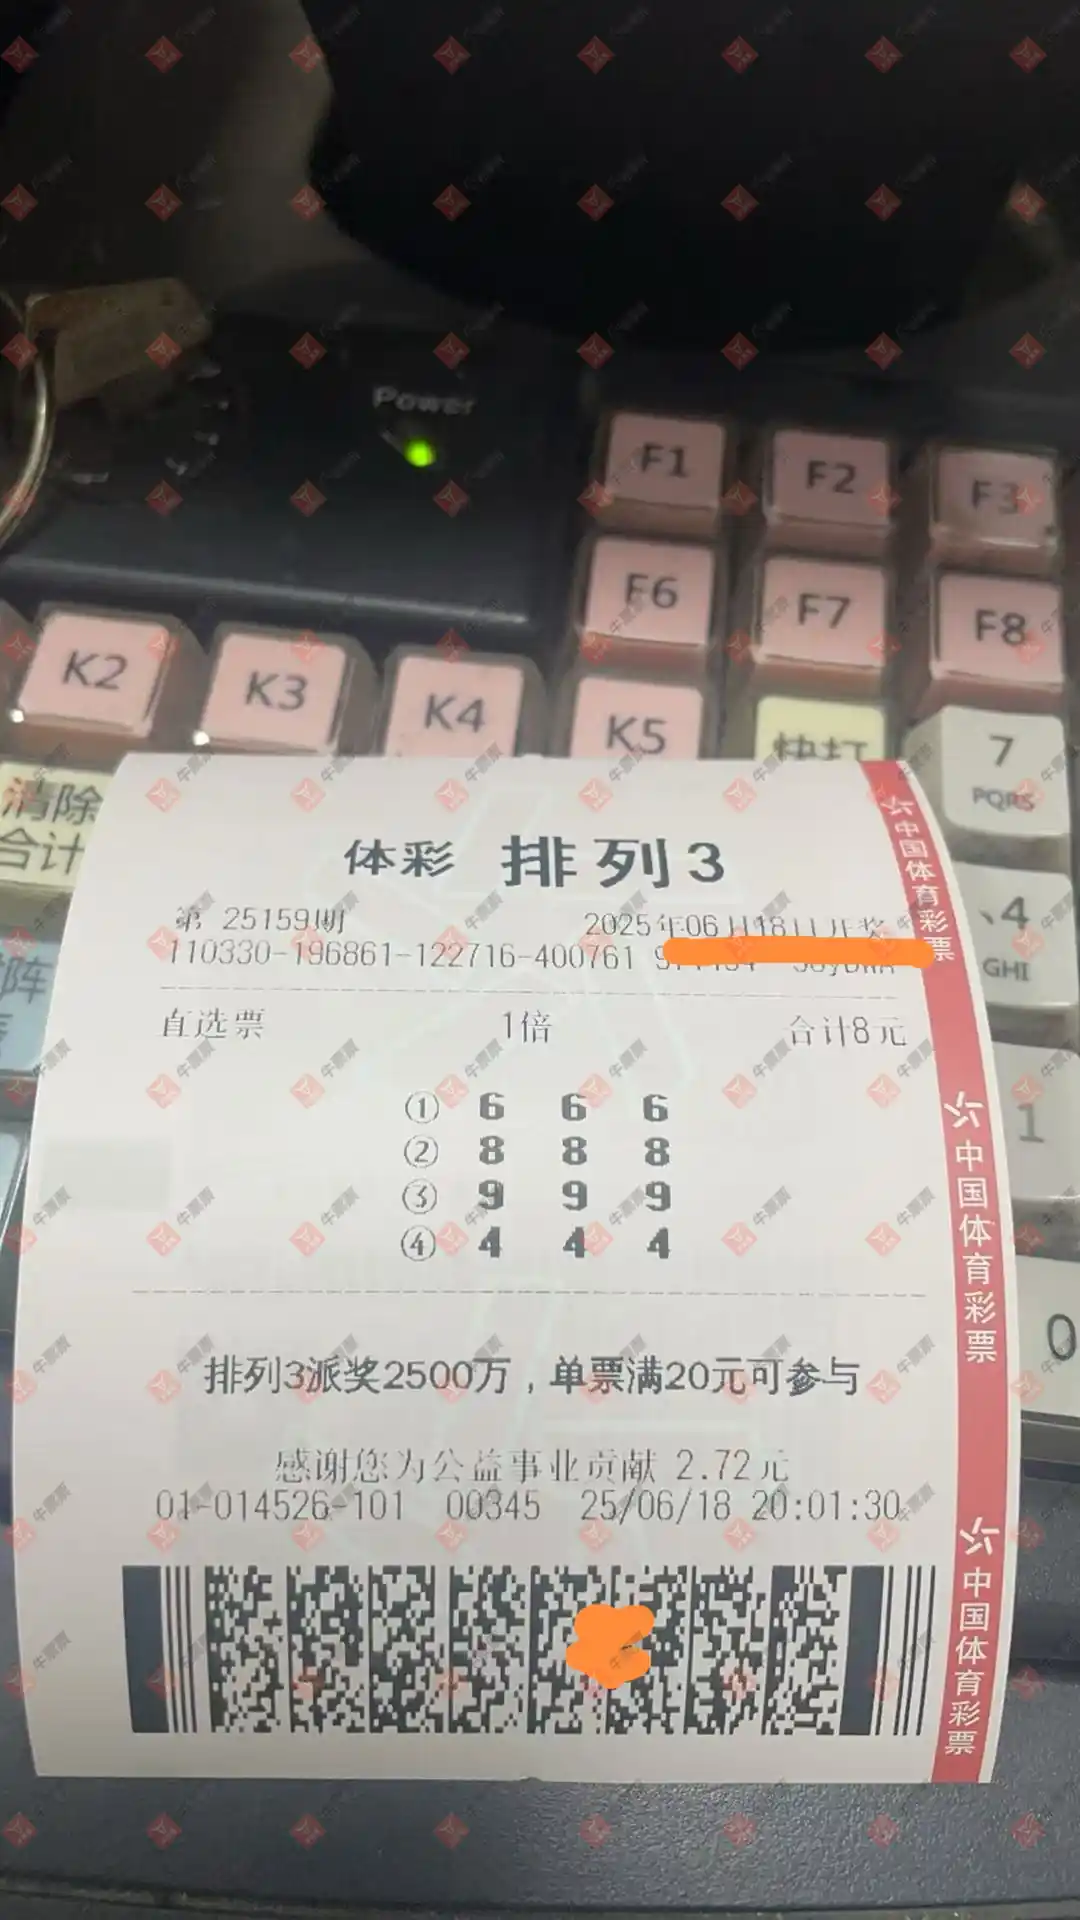 Power
F1 F2 F3
F6 F7 F8
K2 K3 K4 K5 快打 7
PQRS
清除
合计
4
GHI
阵
1
0
体彩 排列3
第 25159期 2025年06月18日开奖
110330-196861-122716-400761
直选票 1倍 合计8元
① 6 6 6
② 8 8 8
③ 9 9 9
④ 4 4 4
排列3派奖2500万，单票满20元可参与
感谢您为公益事业贡献 2.72元
01-014526-101 00345 25/06/18 20:01:30
中国体育彩票
中国体育彩票
中国体育彩票
牛票票